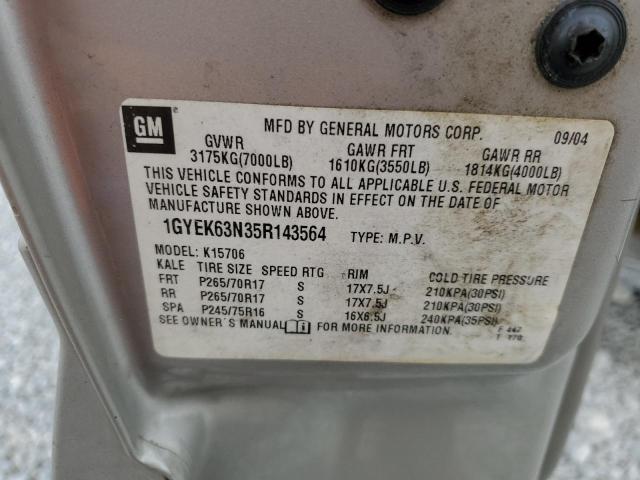 GM
MFD BY GENERAL MOTORS CORP. 09/04
GVWR GAWR FRT GAWR RR
3175KG(7000LB) 1610KG(3550LB) 1814KG(4000LB)
THIS VEHICLE CONFORMS TO ALL APPLICABLE U.S. FEDERAL MOTOR
VEHICLE SAFETY STANDARDS IN EFFECT ON THE DATE OF
MANUFACTURE SHOWN ABOVE.
1GYEK63N35R143564 TYPE: M.P.V.
MODEL: K15706
KALE TIRE SIZE SPEED RTG RIM COLD TIRE PRESSURE
FRT P265/70R17 S 17X7.5J 210KPA(30PSI)
RR P265/70R17 S 17X7.5J 210KPA(30PSI)
SPA P245/75R16 S 16X6.5J 240KPA(35PSI)
SEE OWNER'S MANUAL FOR MORE INFORMATION.